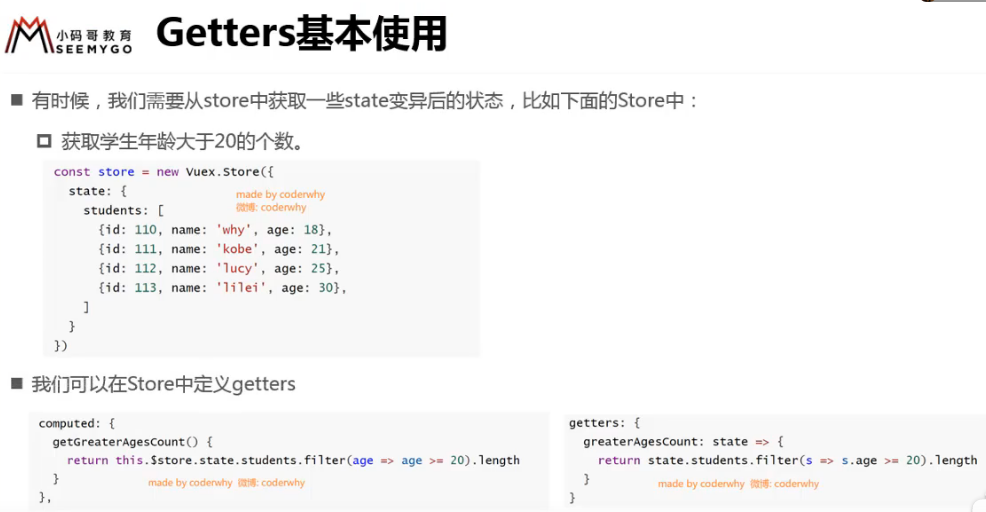 小码哥教育
SEEMYGO
Getters基本使用
有时候，我们需要从store中获取一些state变异后的状态，比如下面的Store中：
获取学生年龄大于20的个数。
const store = new Vuex.Store({
state: {
made by coderwhy
students: [
微博: coderwhy
{id: 110, name: 'why', age: 18},
{id: 111, name: 'kobe', age: 21},
{id: 112, name: 'lucy', age: 25},
{id: 113, name: 'lilei', age: 30},
]
}
})
我们可以在Store中定义getters
computed: {
getGreaterAgesCount() {
return this.$store.state.students.filter(age => age >= 20).length
}
made by coderwhy 微博: coderwhy
},
getters: {
greaterAgesCount: state => {
return state.students.filter(s => s.age >= 20).length
}
made by coderwhy 微博: coderwhy
}